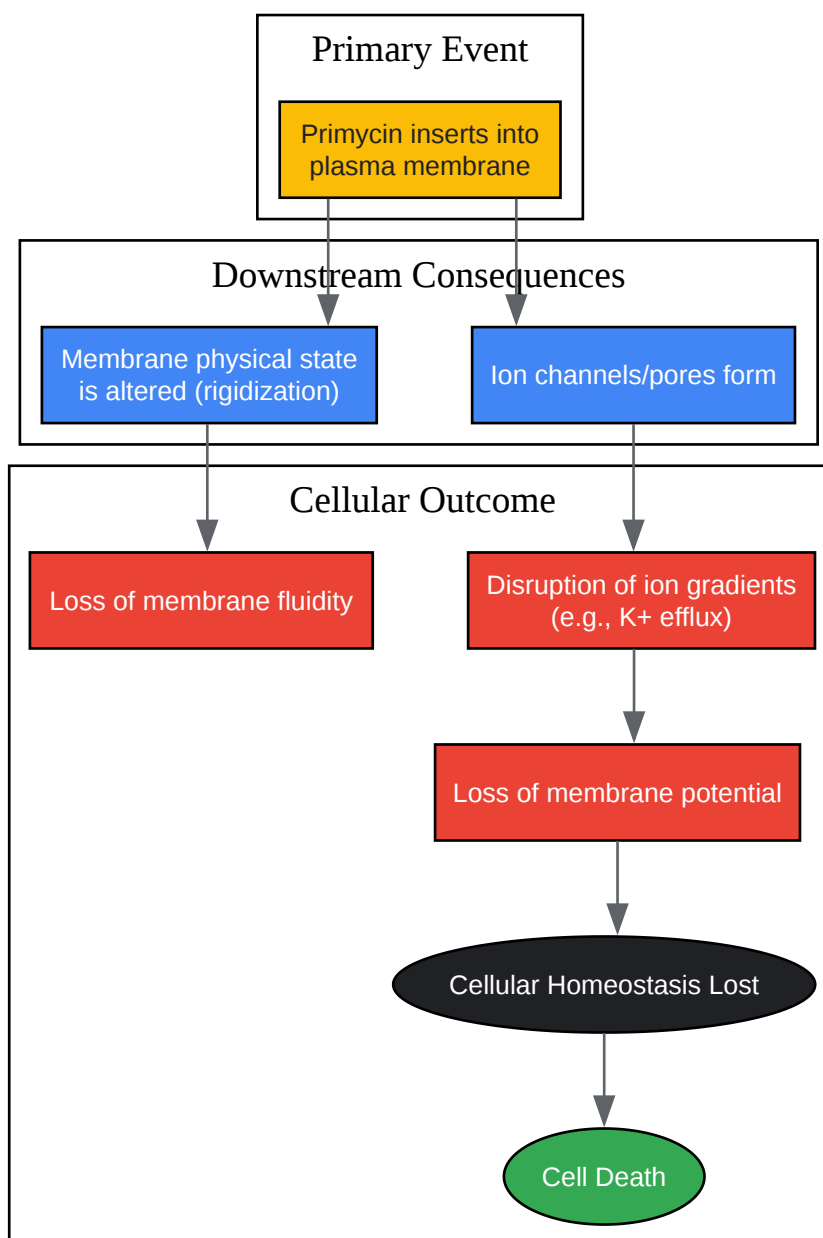 Primary Event
Primycin inserts into
plasma membrane
Downstream Consequences
Membrane physical state
is altered (rigidization)
Ion channels/pores form
Cellular Outcome
Loss of membrane fluidity
Disruption of ion gradients
(e.g., K+ efflux)
Loss of membrane potential
Cellular Homeostasis Lost
Cell Death